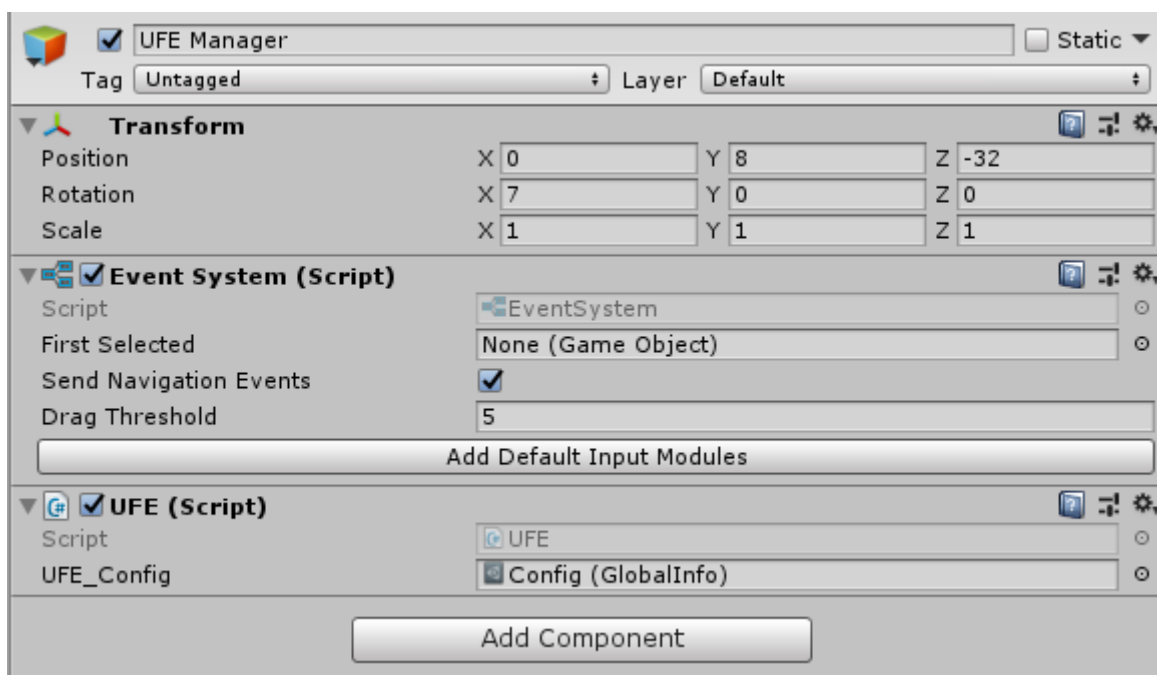 UFE Manager Static
Tag Untagged Layer Default
Transform
Position X 0 Y 8 Z -32
Rotation X 7 Y 0 Z 0
Scale X 1 Y 1 Z 1
Event System (Script)
Script EventSystem
First Selected None (Game Object)
Send Navigation Events
Drag Threshold 5
Add Default Input Modules
UFE (Script)
Script UFE
UFE_Config Config (GlobalInfo)
Add Component